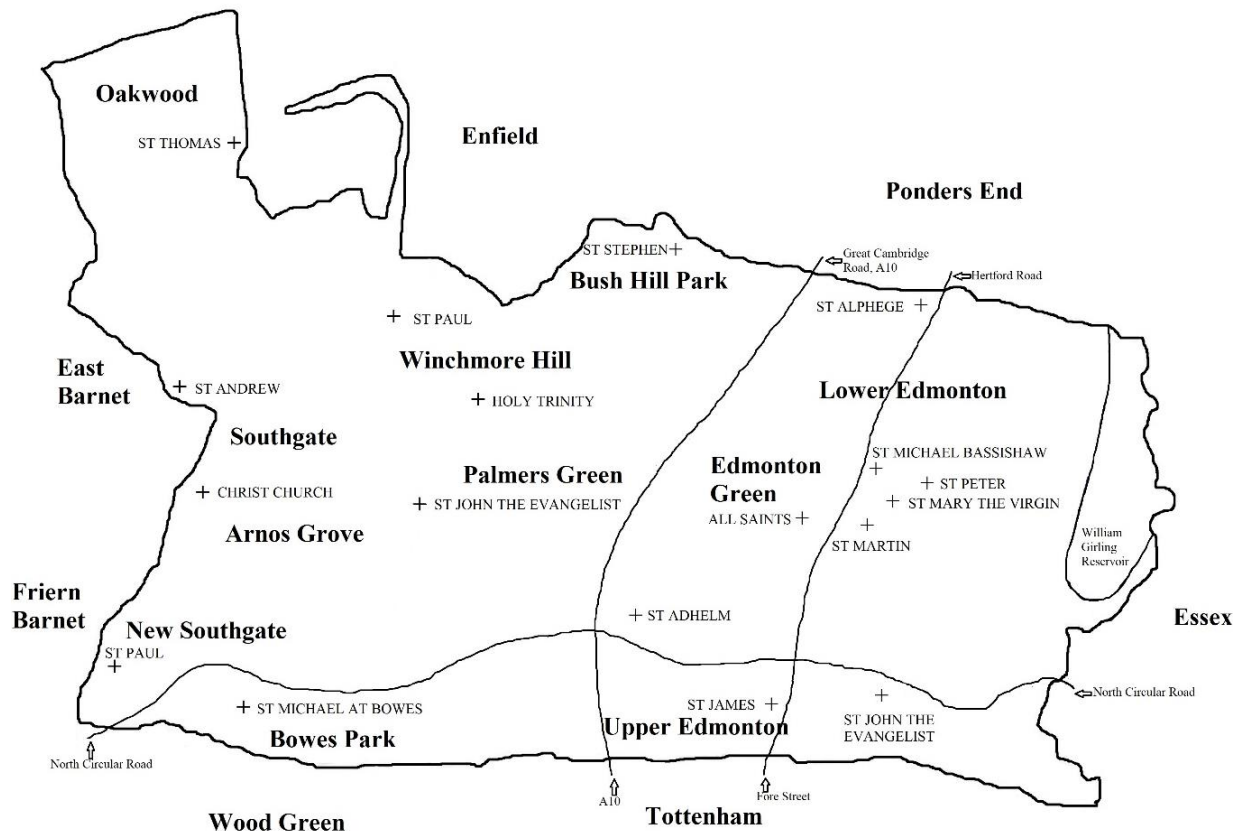 Oakwood
ST THOMAS
Enfield
Ponders End
ST STEPHEN
Bush Hill Park
Great Cambridge
Road, A10
Hertford Road
ST ALPHEGE
ST PAUL
Winchmore Hill
East
Barnet
ST ANDREW
HOLY TRINITY
Lower Edmonton
Southgate
ST MICHAEL BASSISHAW
Palmers Green
Edmonton
Green
ST PETER
CHRIST CHURCH
ST JOHN THE EVANGELIST
ST MARY THE VIRGIN
ALL SAINTS
Arnos Grove
ST MARTIN
William
Girling
Reservoir
Friern
Barnet
ST ADHELM
Essex
New Southgate
ST PAUL
North Circular Road
ST MICHAEL AT BOWES
ST JAMES
ST JOHN THE
EVANGELIST
Bowes Park
Upper Edmonton
North Circular Road
A10
Fore Street
Wood Green
Tottenham